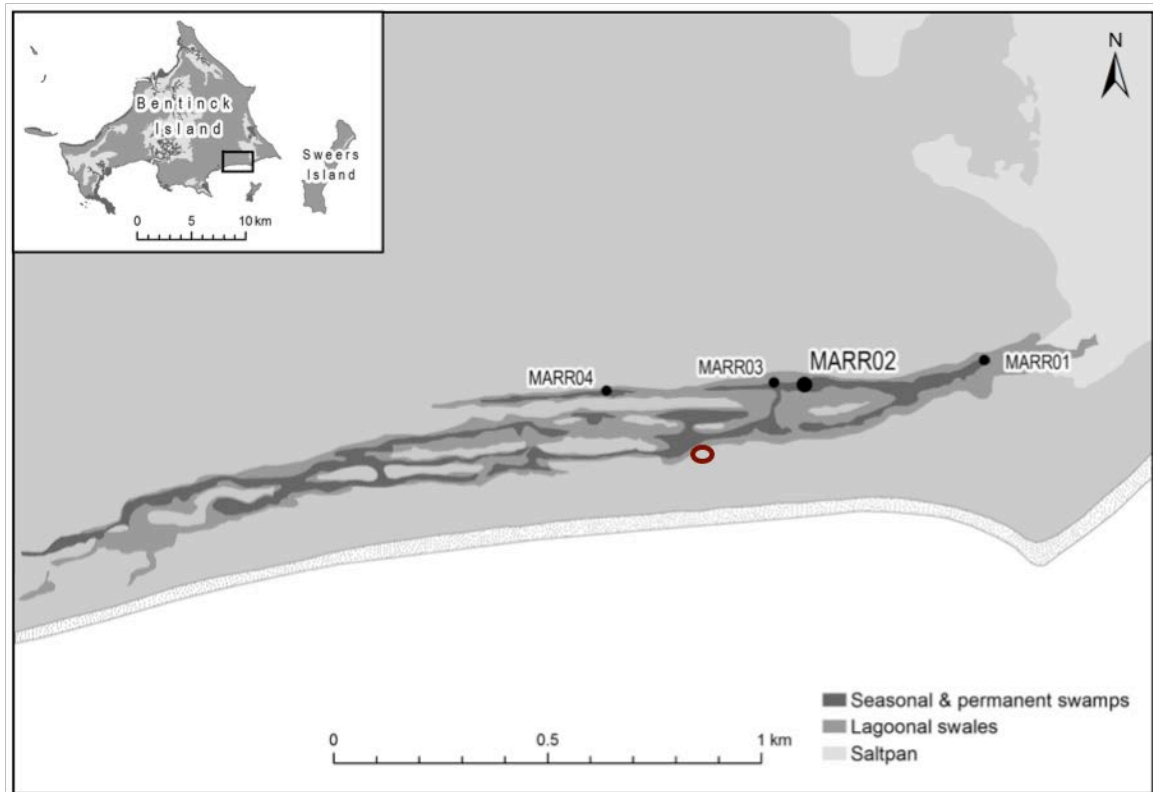 Bentinck
Island
Sweers
Island
0 5 10 km
N
MARR04
MARR03
MARR02
MARR01
Seasonal & permanent swamps
Lagoonal swales
Saltpan
0 0.5 1 km